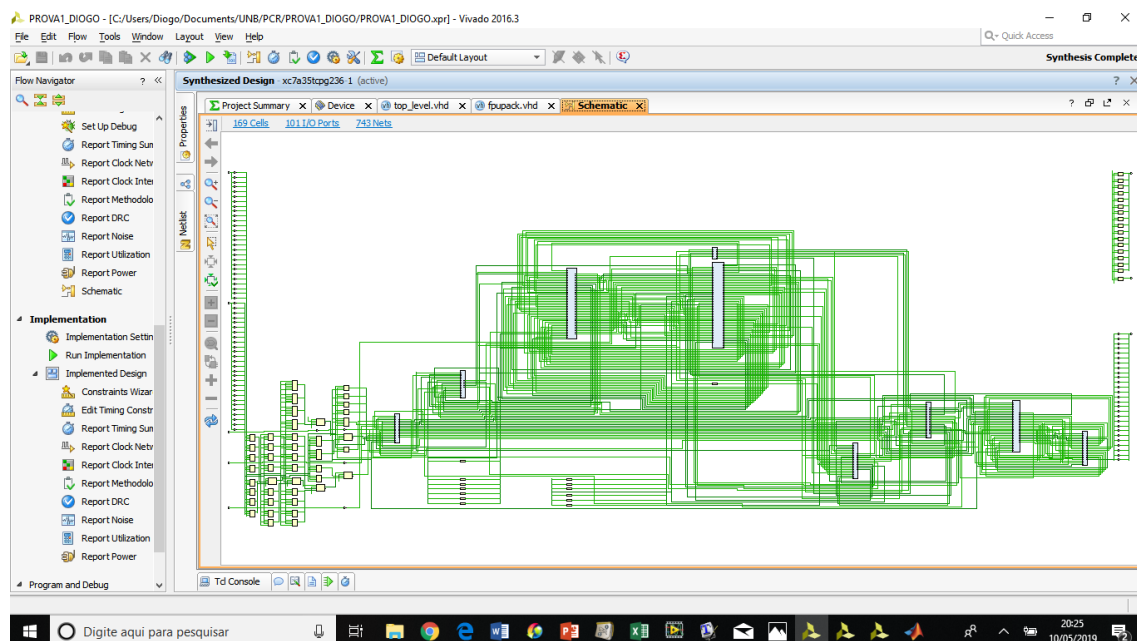 PROVA1_DIOGO - [C:/Users/Diogo/Documents/UNB/PCR/PROVA1_DIOGO/PROVA1_DIOGO.xpr] - Vivado 2016.3
File Edit Flow Tools Window Layout View Help
Quick Access
Default Layout
Synthesis Complete
Flow Navigator
Synthesized Design - xc7a35tcpg236-1 (active)
Project Summary
Device
top_level.vhd
fpupack.vhd
Schematic
169 Cells 101 I/O Ports 743 Nets
Properties
Netlist
Set Up Debug
Report Timing Sun
Report Clock Netv
Report Clock Inter
Report Methodolo
Report DRC
Report Noise
Report Utilization
Report Power
Schematic
Implementation
Implementation Settin
Run Implementation
Implemented Design
Constraints Wizar
Edit Timing Constr
Report Timing Sun
Report Clock Netv
Report Clock Inter
Report Methodolo
Report DRC
Report Noise
Report Utilization
Report Power
Program and Debug
Tcl Console
Digite aqui para pesquisar
20:25
10/05/2019